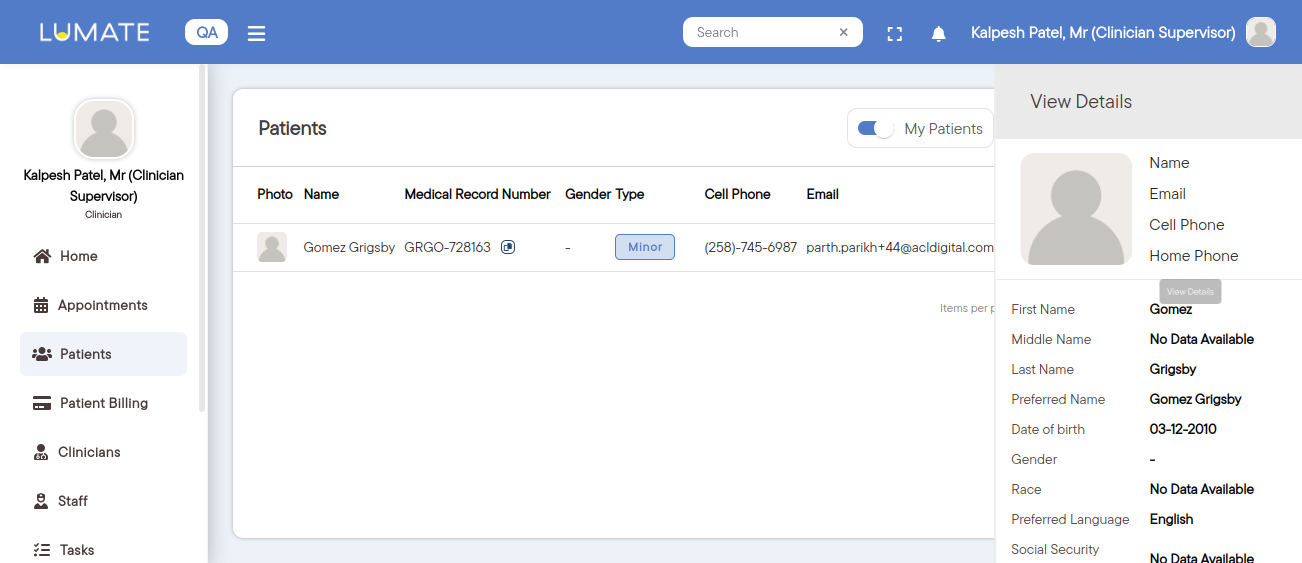 LUMATE
QA
Search
Kalpesh Patel, Mr (Clinician Supervisor)
Kalpesh Patel, Mr (Clinician
Supervisor)
Clinician
Home
Appointments
Patients
Patient Billing
Clinicians
Staff
Tasks
Patients
My Patients
Photo Name Medical Record Number Gender Type Cell Phone Email
Gomez Grigsby GRGO-728163 - Minor (258)-745-6987 parth.parikh+44@acldigital.com
Items per p
View Details
Name
Email
Cell Phone
Home Phone
View Details
First Name Gomez
Middle Name No Data Available
Last Name Grigsby
Preferred Name Gomez Grigsby
Date of birth 03-12-2010
Gender -
Race No Data Available
Preferred Language English
Social Security
No Data Available